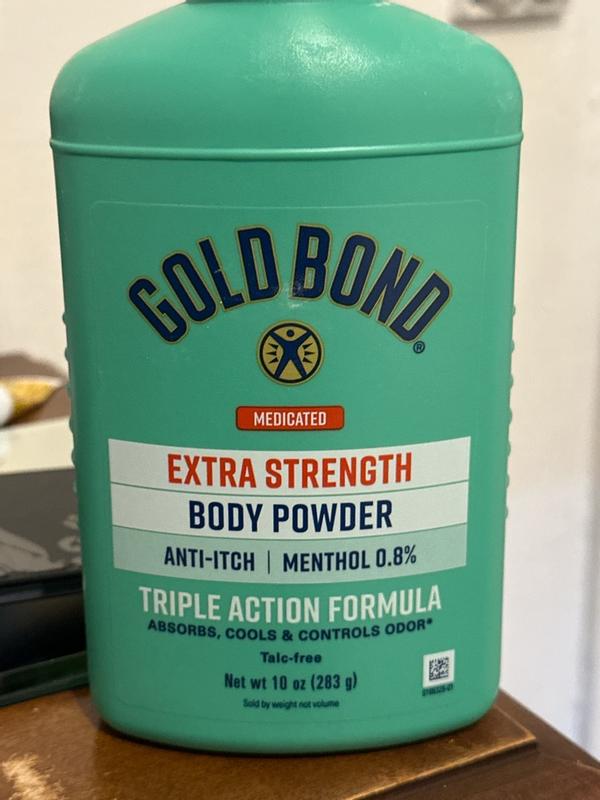 GOLD BOND®
MEDICATED
EXTRA STRENGTH
BODY POWDER
ANTI-ITCH | MENTHOL 0.8%
TRIPLE ACTION FORMULA
ABSORBS, COOLS & CONTROLS ODOR*
Talc-free
Net wt 10 oz (283 g)
Sold by weight not volume